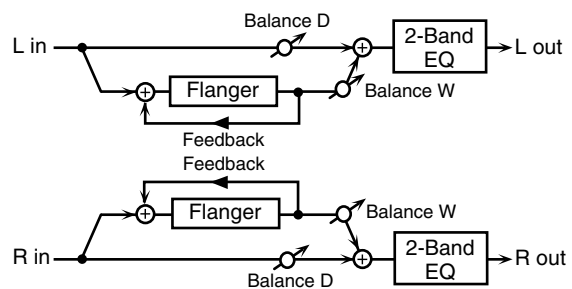 Balance D
L in
2-Band
EQ
L out
Flanger
Balance W
Feedback
Feedback
Flanger
Balance W
R in
2-Band
EQ
R out
Balance D